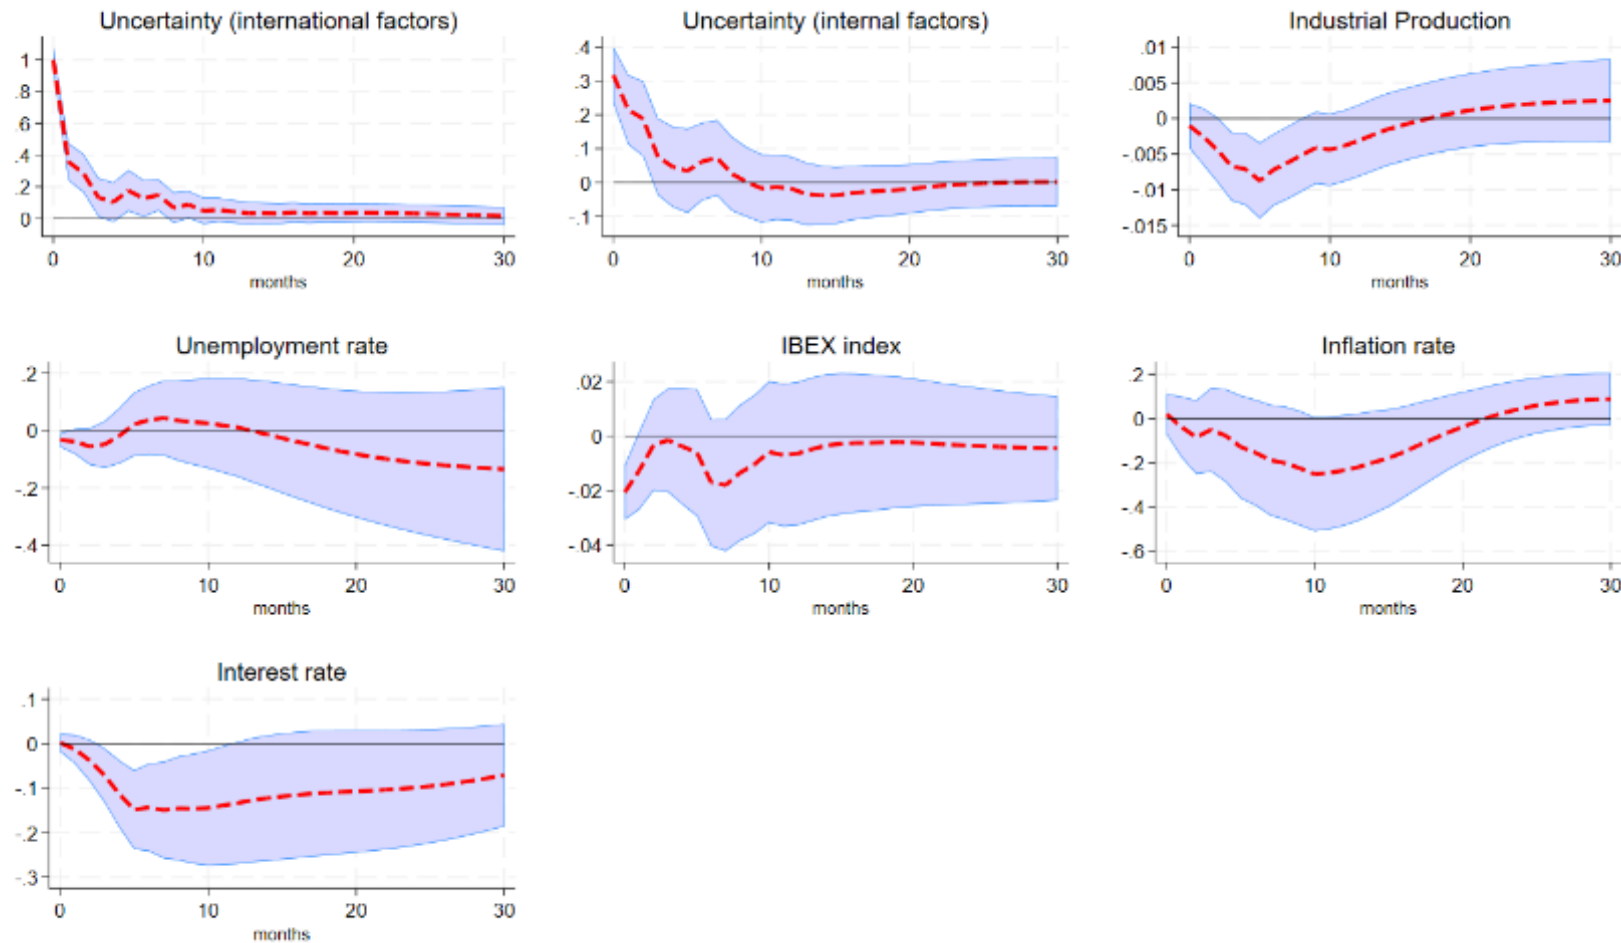 Uncertainty (international factors)
1
.8
.6
.4
.2
0
0 10 20 30
months
Uncertainty (internal factors)
.4
.3
.2
.1
0
-.1
0 10 20 30
months
Industrial Production
.01
.005
0
-.005
-.01
-.015
0 10 20 30
months
Unemployment rate
.2
0
-.2
-.4
0 10 20 30
months
IBEX index
.02
0
-.02
-.04
0 10 20 30
months
Inflation rate
.2
0
-.2
-.4
-.6
0 10 20 30
months
Interest rate
.1
0
-.1
-.2
-.3
0 10 20 30
months